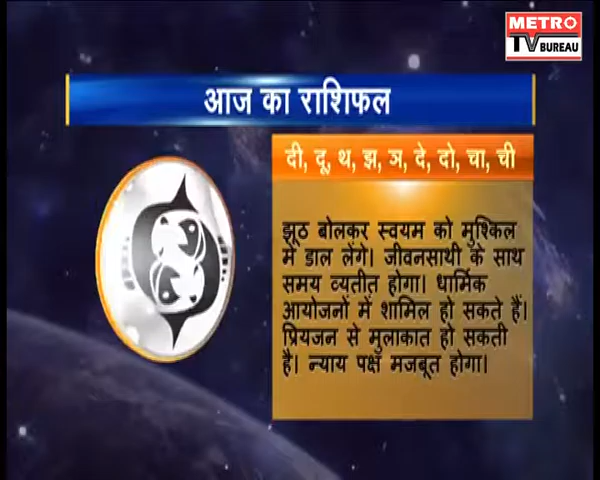 METRO
TV BUREAU
आज का राशिफल
दी, दू, थ, झ, ञ, दे, दो, चा, ची
झूठ बोलकर स्वयम को मुश्किल
में डाल लेंगे। जीवनसाथी के साथ
समय व्यतीत होगा। धार्मिक
आयोजनों में शामिल हो सकते हैं।
प्रियजन से मुलाकात हो सकती
है। न्याय पक्ष मजबूत होगा।